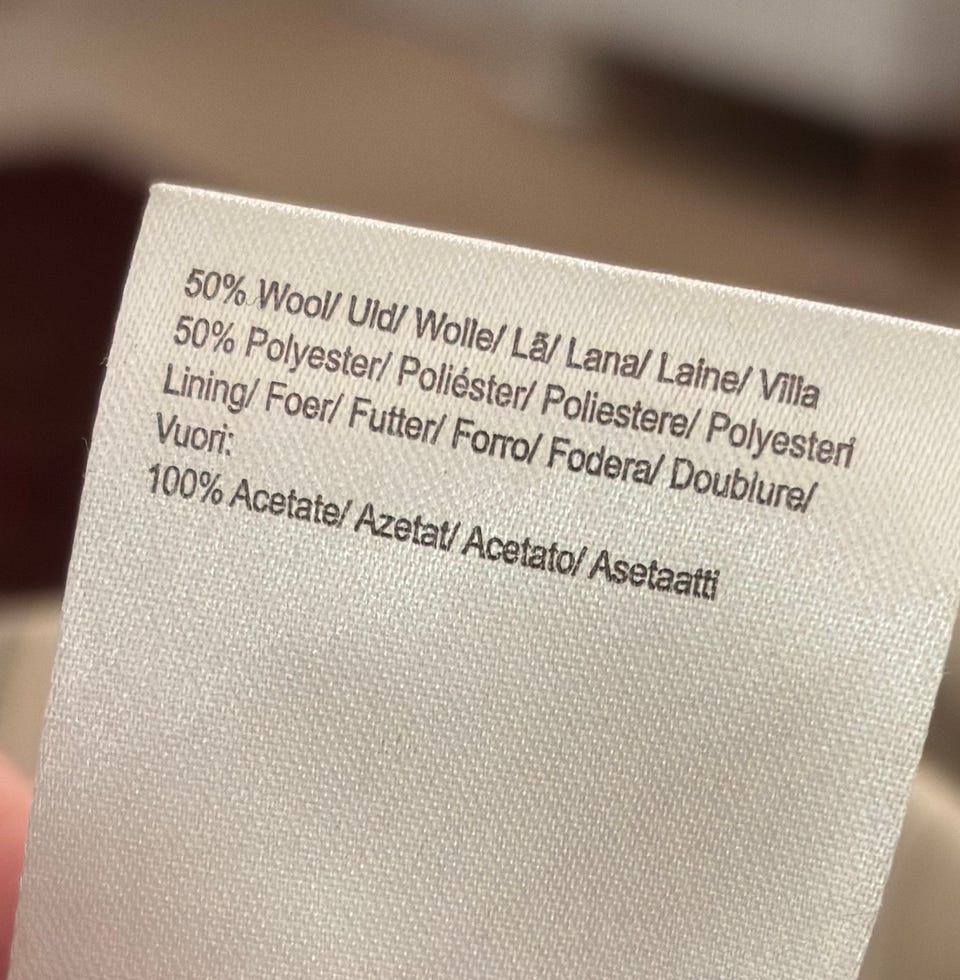 50% Wool/ Uld/ Wolle/ Lã/ Lana/ Laine/ Villa
50% Polyester/ Poliéster/ Poliestere/ Polyesteri
Lining/ Foer/ Futter/ Forro/ Fodera/ Doublure/
Vuori:
100% Acetate/ Azetat/ Acetato/ Asetaatti